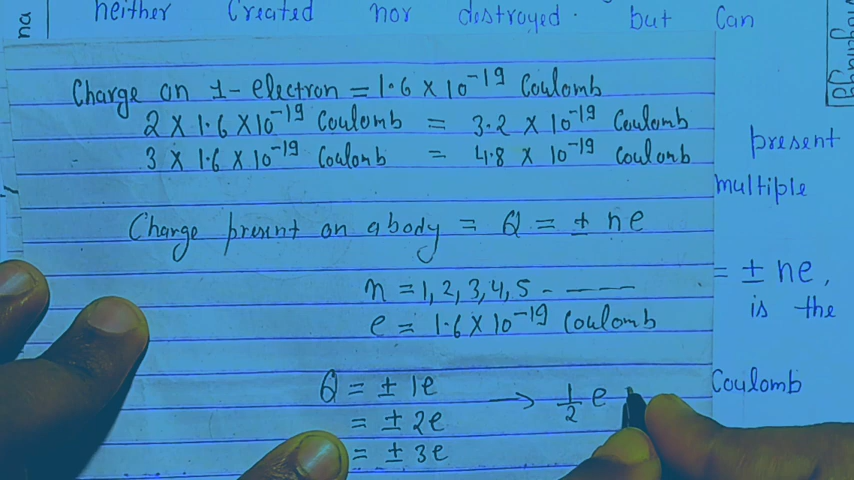 neither created nor destroyed. but can
na
Charge on 1- electron = 1.6 × 10⁻¹⁹ Coulomb
2 × 1.6 × 10⁻¹⁹ Coulomb = 3.2 × 10⁻¹⁹ Coulomb
3 × 1.6 × 10⁻¹⁹ Coulomb = 4.8 × 10⁻¹⁹ Coulomb
present
multiple
Charge present on a body = Q = ± ne
n = 1, 2, 3, 4, 5 - — — —
= ± ne,
e = 1.6 × 10⁻¹⁹ Coulomb
is the
Q = ± 1e
= ± 2e
= ± 3e
→ 1/2 e
Coulomb